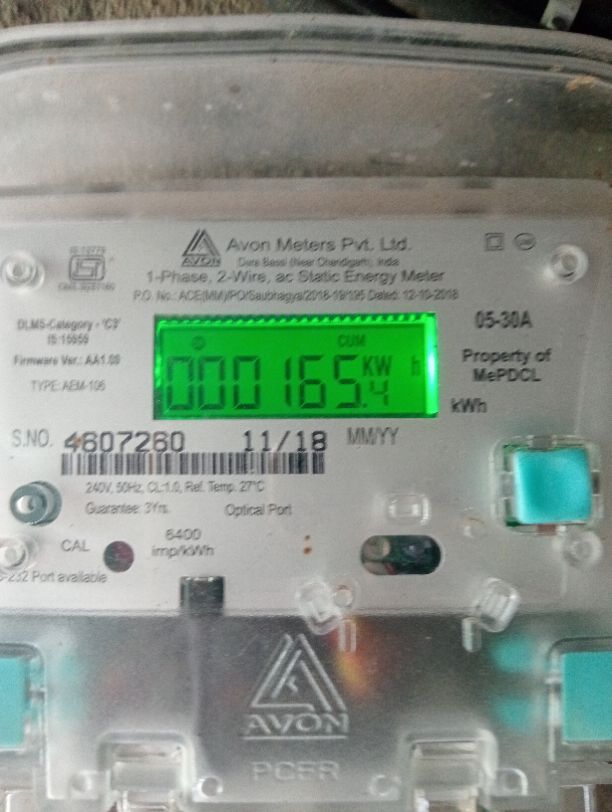 IS:13779
AVON
Avon Meters Pvt. Ltd.
Dera Bassi (Near Chandigarh), India
1-Phase, 2-Wire, ac Static Energy Meter
P.O. No.: ACE(MM)/PO/Saubhagya/2018-19/195 Dated: 12-10-2018
DLMS-Category - 'C3'
IS:15959
Firmware Ver.: AA1.09
TYPE: AEM-106
CUM
000165.4 KW h
05-30A
Property of
MePDCL
kWh
S.NO. 4607260 11/18 MM/YY
240V, 50Hz, CL:1.0, Ref. Temp. 27°C
Guarantee: 3Yrs. Optical Port
CAL
6400
imp/kWh
Port available
AVON